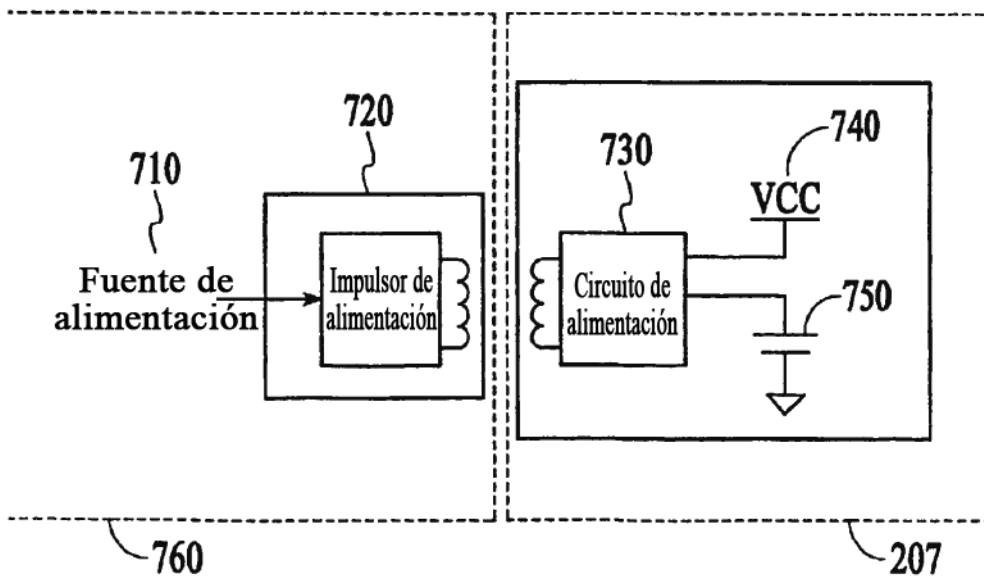 720
710
Fuente de
alimentación
Impulsor de
alimentación
760
730
740
VCC
Circuito de
alimentación
750
207